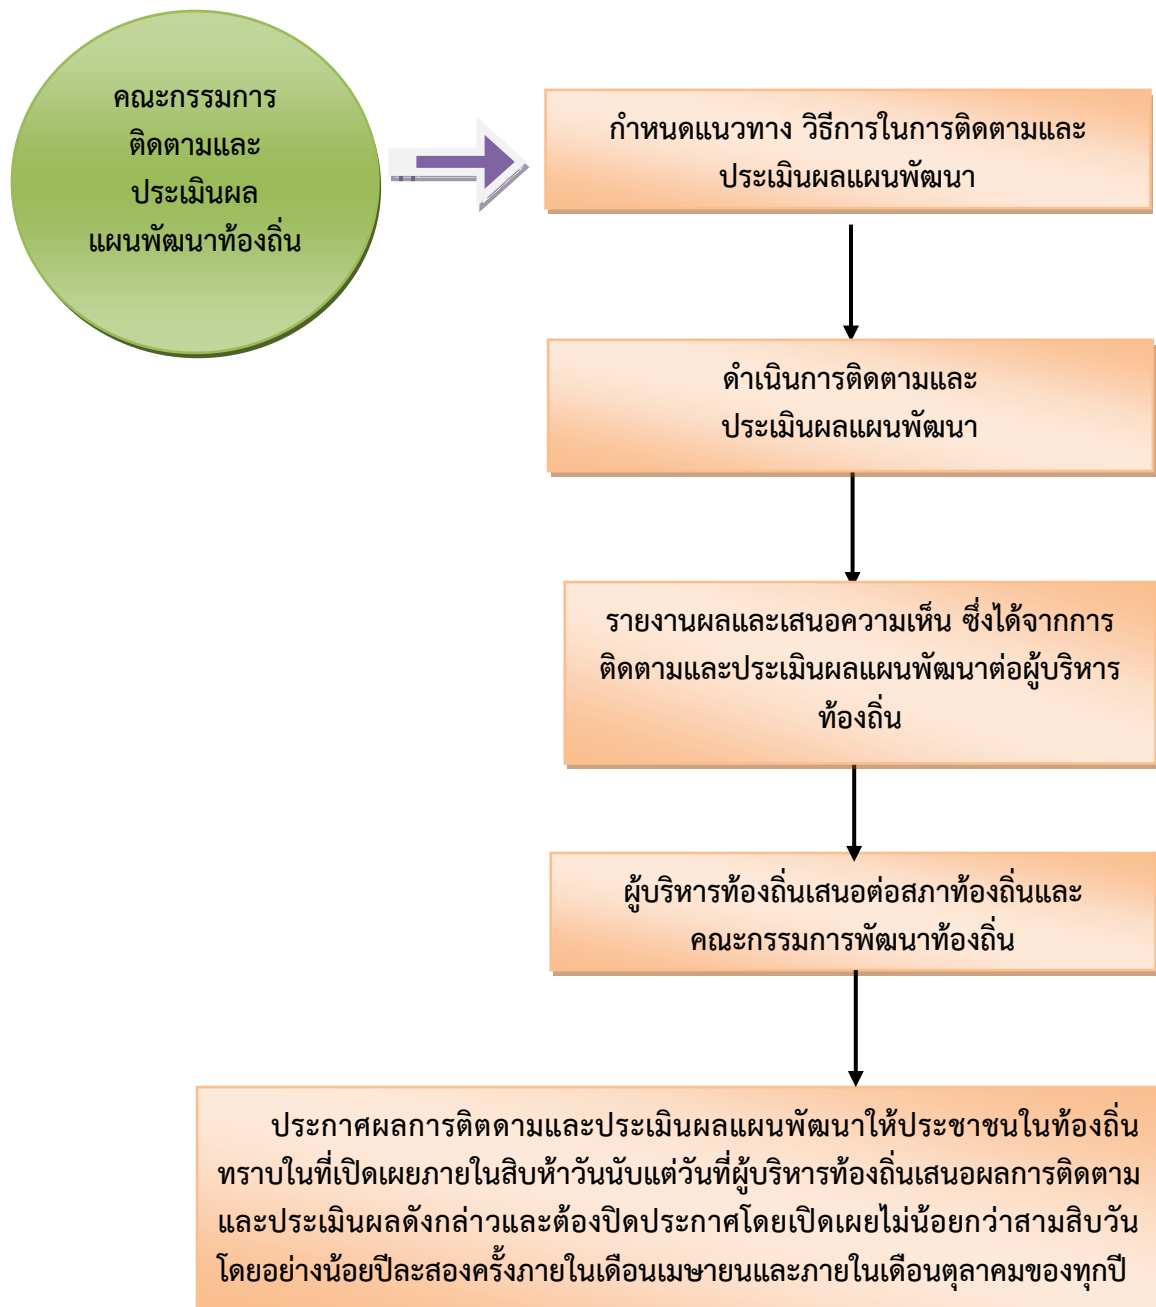 คณะกรรมการ
ติดตามและ
ประเมินผล
แผนพัฒนาท้องถิ่น
กำหนดแนวทาง วิธีการในการติดตามและ
ประเมินผลแผนพัฒนา
ดำเนินการติดตามและ
ประเมินผลแผนพัฒนา
รายงานผลและเสนอความเห็น ซึ่งได้จากการ
ติดตามและประเมินผลแผนพัฒนาต่อผู้บริหาร
ท้องถิ่น
ผู้บริหารท้องถิ่นเสนอต่อสภาท้องถิ่นและ
คณะกรรมการพัฒนาท้องถิ่น
ประกาศผลการติตดามและประเมินผลแผนพัฒนาให้ประชาชนในท้องถิ่น
ทราบในที่เปิดเผยภายในสิบห้าวันนับแต่วันที่ผู้บริหารท้องถิ่นเสนอผลการติดตาม
และประเมินผลดังกล่าวและต้องปิดประกาศโดยเปิดเผยไม่น้อยกว่าสามสิบวัน
โดยอย่างน้อยปีละสองครั้งภายในเดือนเมษายนและภายในเดือนตุลาคมของทุกปี